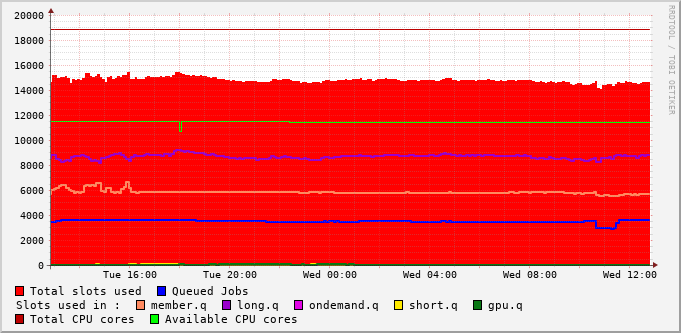 20000
18000
16000
14000
12000
10000
8000
6000
4000
2000
0
Tue 16:00 Tue 20:00 Wed 00:00 Wed 04:00 Wed 08:00 Wed 12:00
RRDTOOL / TOBI OETIKER
Total slots used Queued Jobs
Slots used in : member.q long.q ondemand.q short.q gpu.q
Total CPU cores Available CPU cores